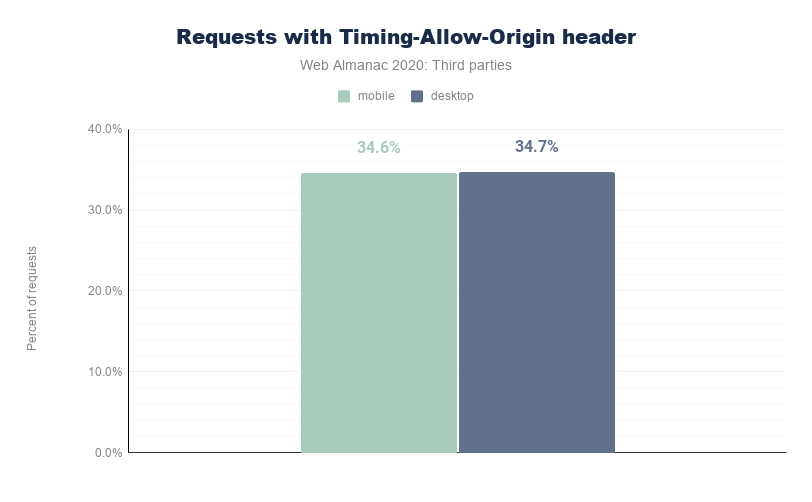 Requests with Timing-Allow-Origin header
Web Almanac 2020: Third parties
mobile desktop
40.0%
34.6% 34.7%
30.0%
20.0%
10.0%
0.0%
Percent of requests